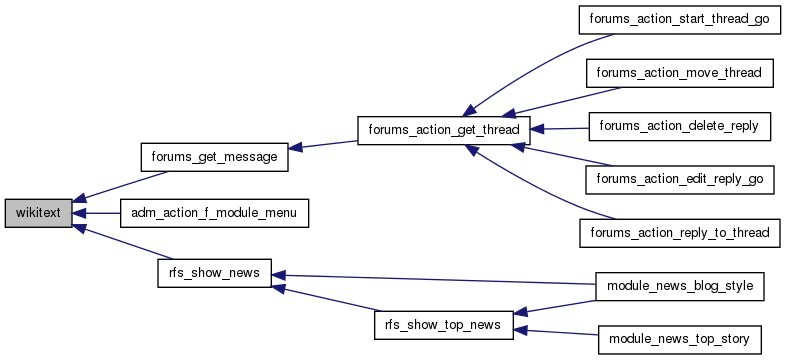 forums_action_start_thread_go
forums_action_move_thread
forums_action_get_thread
forums_action_delete_reply
forums_get_message
forums_action_edit_reply_go
wikitext
adm_action_f_module_menu
forums_action_reply_to_thread
rfs_show_news
module_news_blog_style
rfs_show_top_news
module_news_top_story